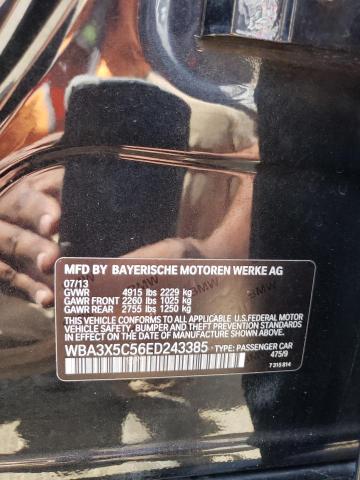 MFD BY BAYERISCHE MOTOREN WERKE AG
07/13
GVWR 4915 lbs 2229 kg
GAWR FRONT 2260 lbs 1025 kg
GAWR REAR 2755 lbs 1250 kg
THIS VEHICLE CONFORMS TO ALL APPLICABLE
U.S. FEDERAL MOTOR VEHICLE SAFETY, BUMPER,
AND THEFT PREVENTION STANDARDS IN EFFECT
ON THE DATE OF MANUFACTURE SHOWN ABOVE.
WBA3X5C56ED243385 TYPE: PASSENGER CAR
475/9
7 315 814